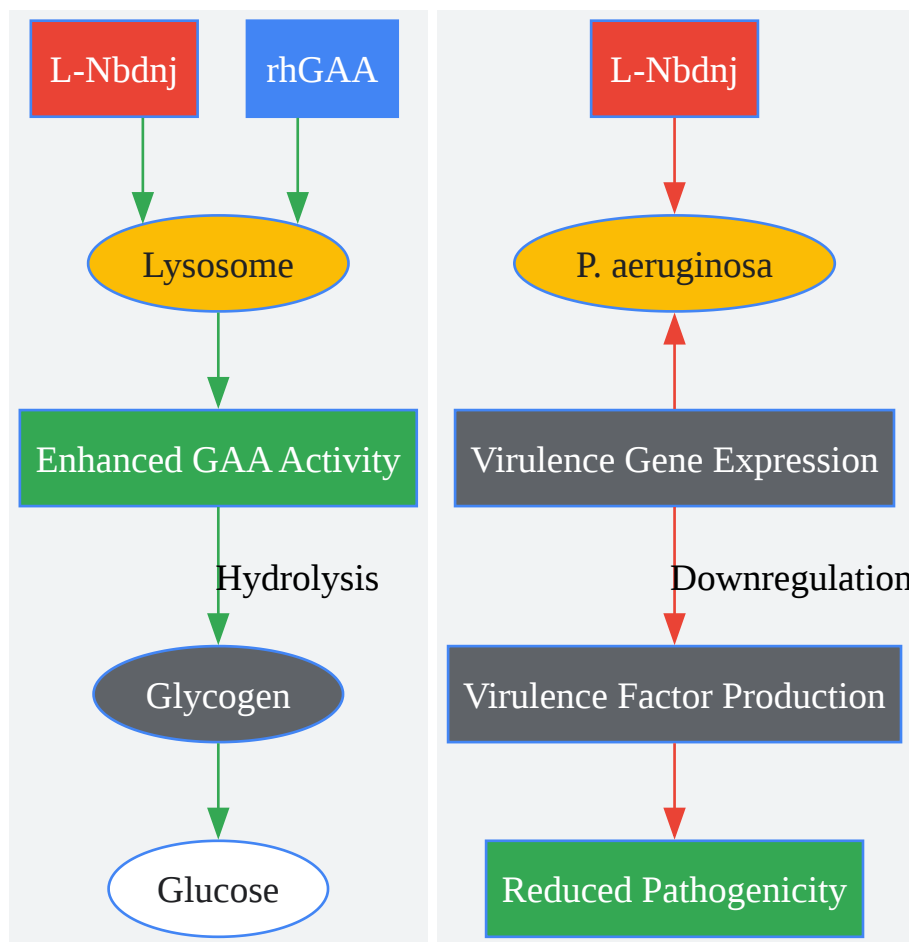 L-Nbdnj
rhGAA
Lysosome
Enhanced GAA Activity
Hydrolysis
Glycogen
Glucose
L-Nbdnj
P. aeruginosa
Virulence Gene Expression
Downregulation
Virulence Factor Production
Reduced Pathogenicity